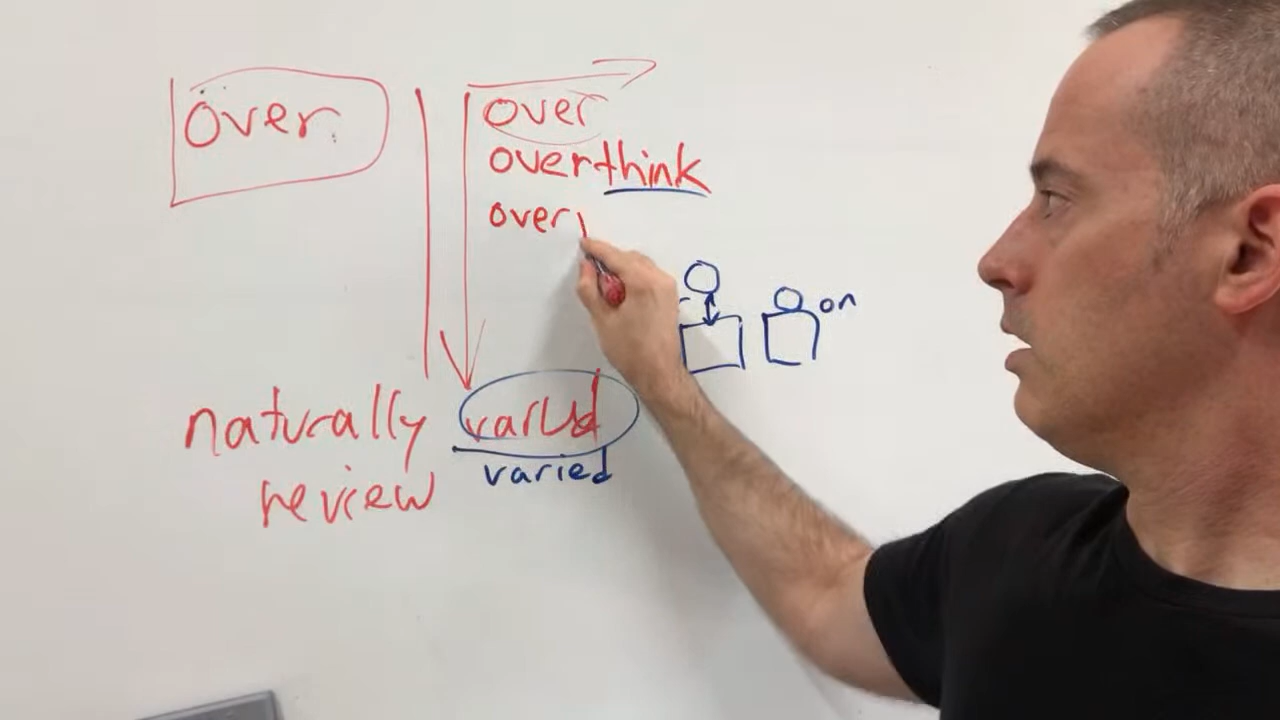 over
over
overthink
over
on
naturally varied
varied
review